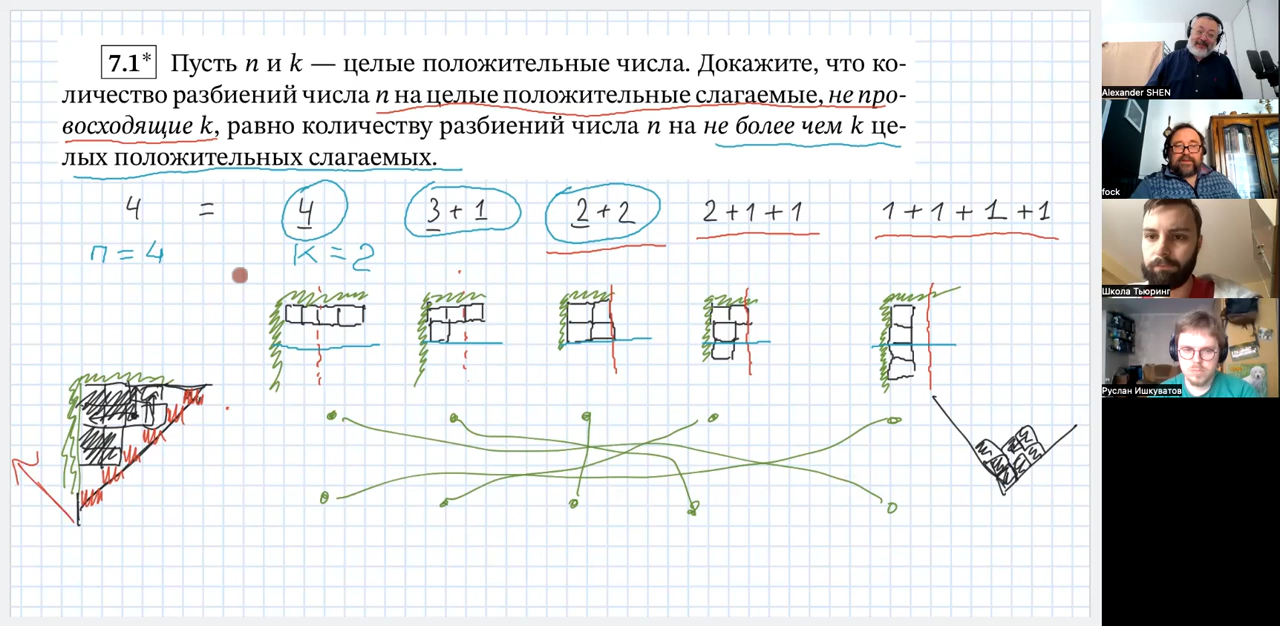 7.1* Пусть n и k — целые положительные числа. Докажите, что ко-
личество разбиений числа n на целые положительные слагаемые, не пре-
восходящие k, равно количеству разбиений числа n на не более чем k це-
лых положительных слагаемых.
4 = 4 3 + 1 2 + 2 2 + 1 + 1 1 + 1 + 1 + 1
n = 4 k = 2
Alexander SHEN
fock
Школа Тьюринг
Руслан Ишкуватов